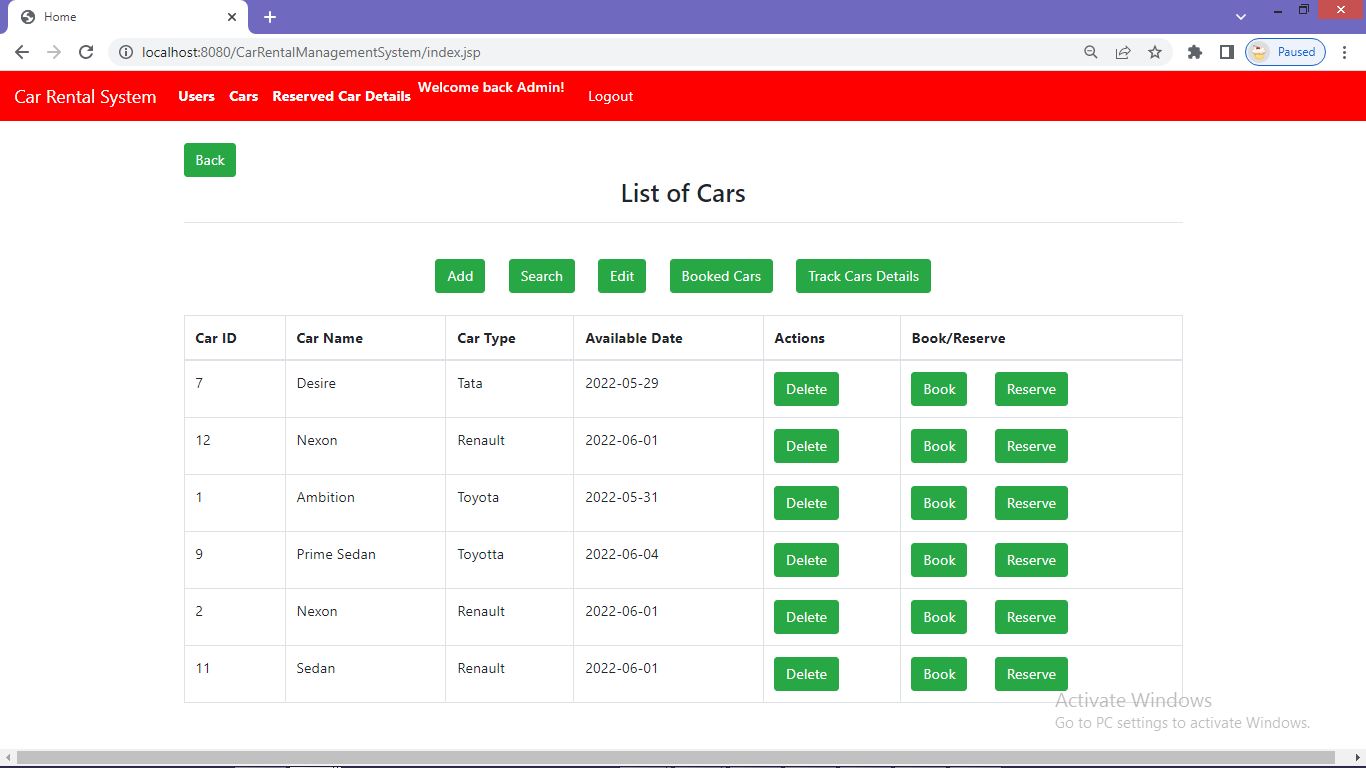 Home
localhost:8080/CarRentalManagementSystem/index.jsp
Paused
Car Rental System Users Cars Reserved Car Details Welcome back Admin! Logout
Back
List of Cars
Add Search Edit Booked Cars Track Cars Details
Car ID Car Name Car Type Available Date Actions Book/Reserve
7 Desire Tata 2022-05-29 Delete Book Reserve
12 Nexon Renault 2022-06-01 Delete Book Reserve
1 Ambition Toyota 2022-05-31 Delete Book Reserve
9 Prime Sedan Toyotta 2022-06-04 Delete Book Reserve
2 Nexon Renault 2022-06-01 Delete Book Reserve
11 Sedan Renault 2022-06-01 Delete Book Reserve
Activate Windows
Go to PC settings to activate Windows.